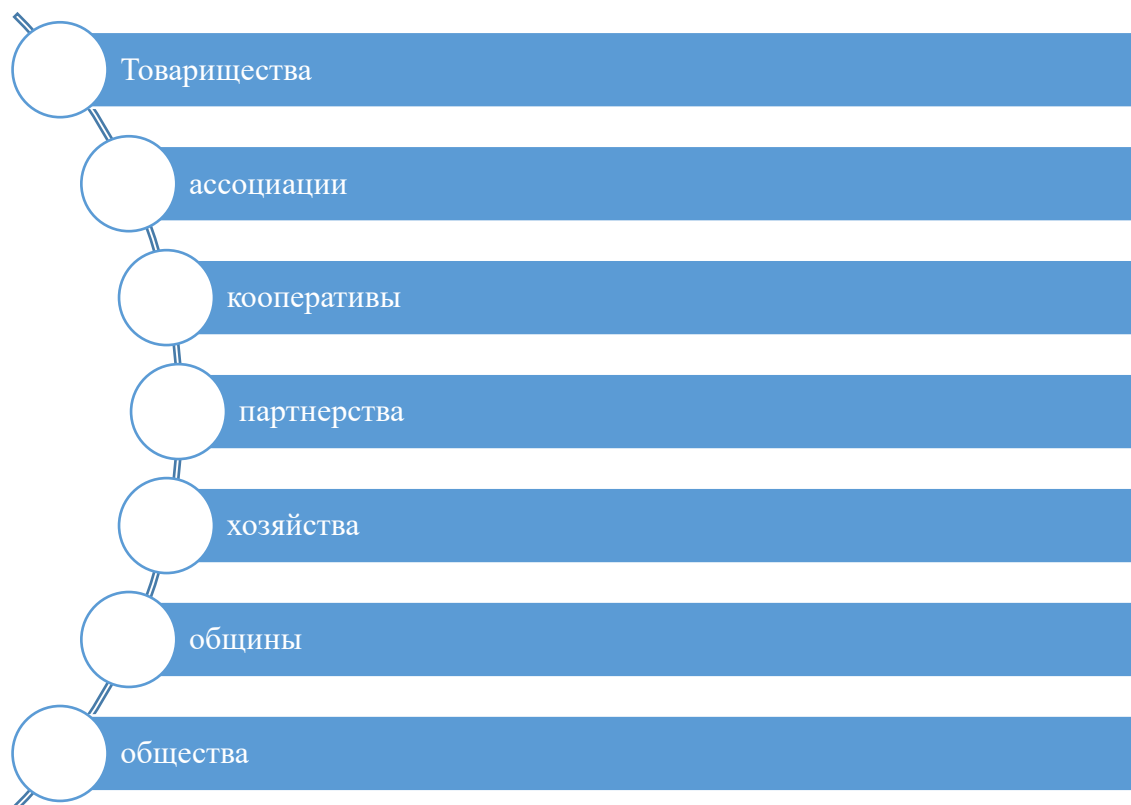 Товарищества
ассоциации
кооперативы
партнерства
хозяйства
общины
общества